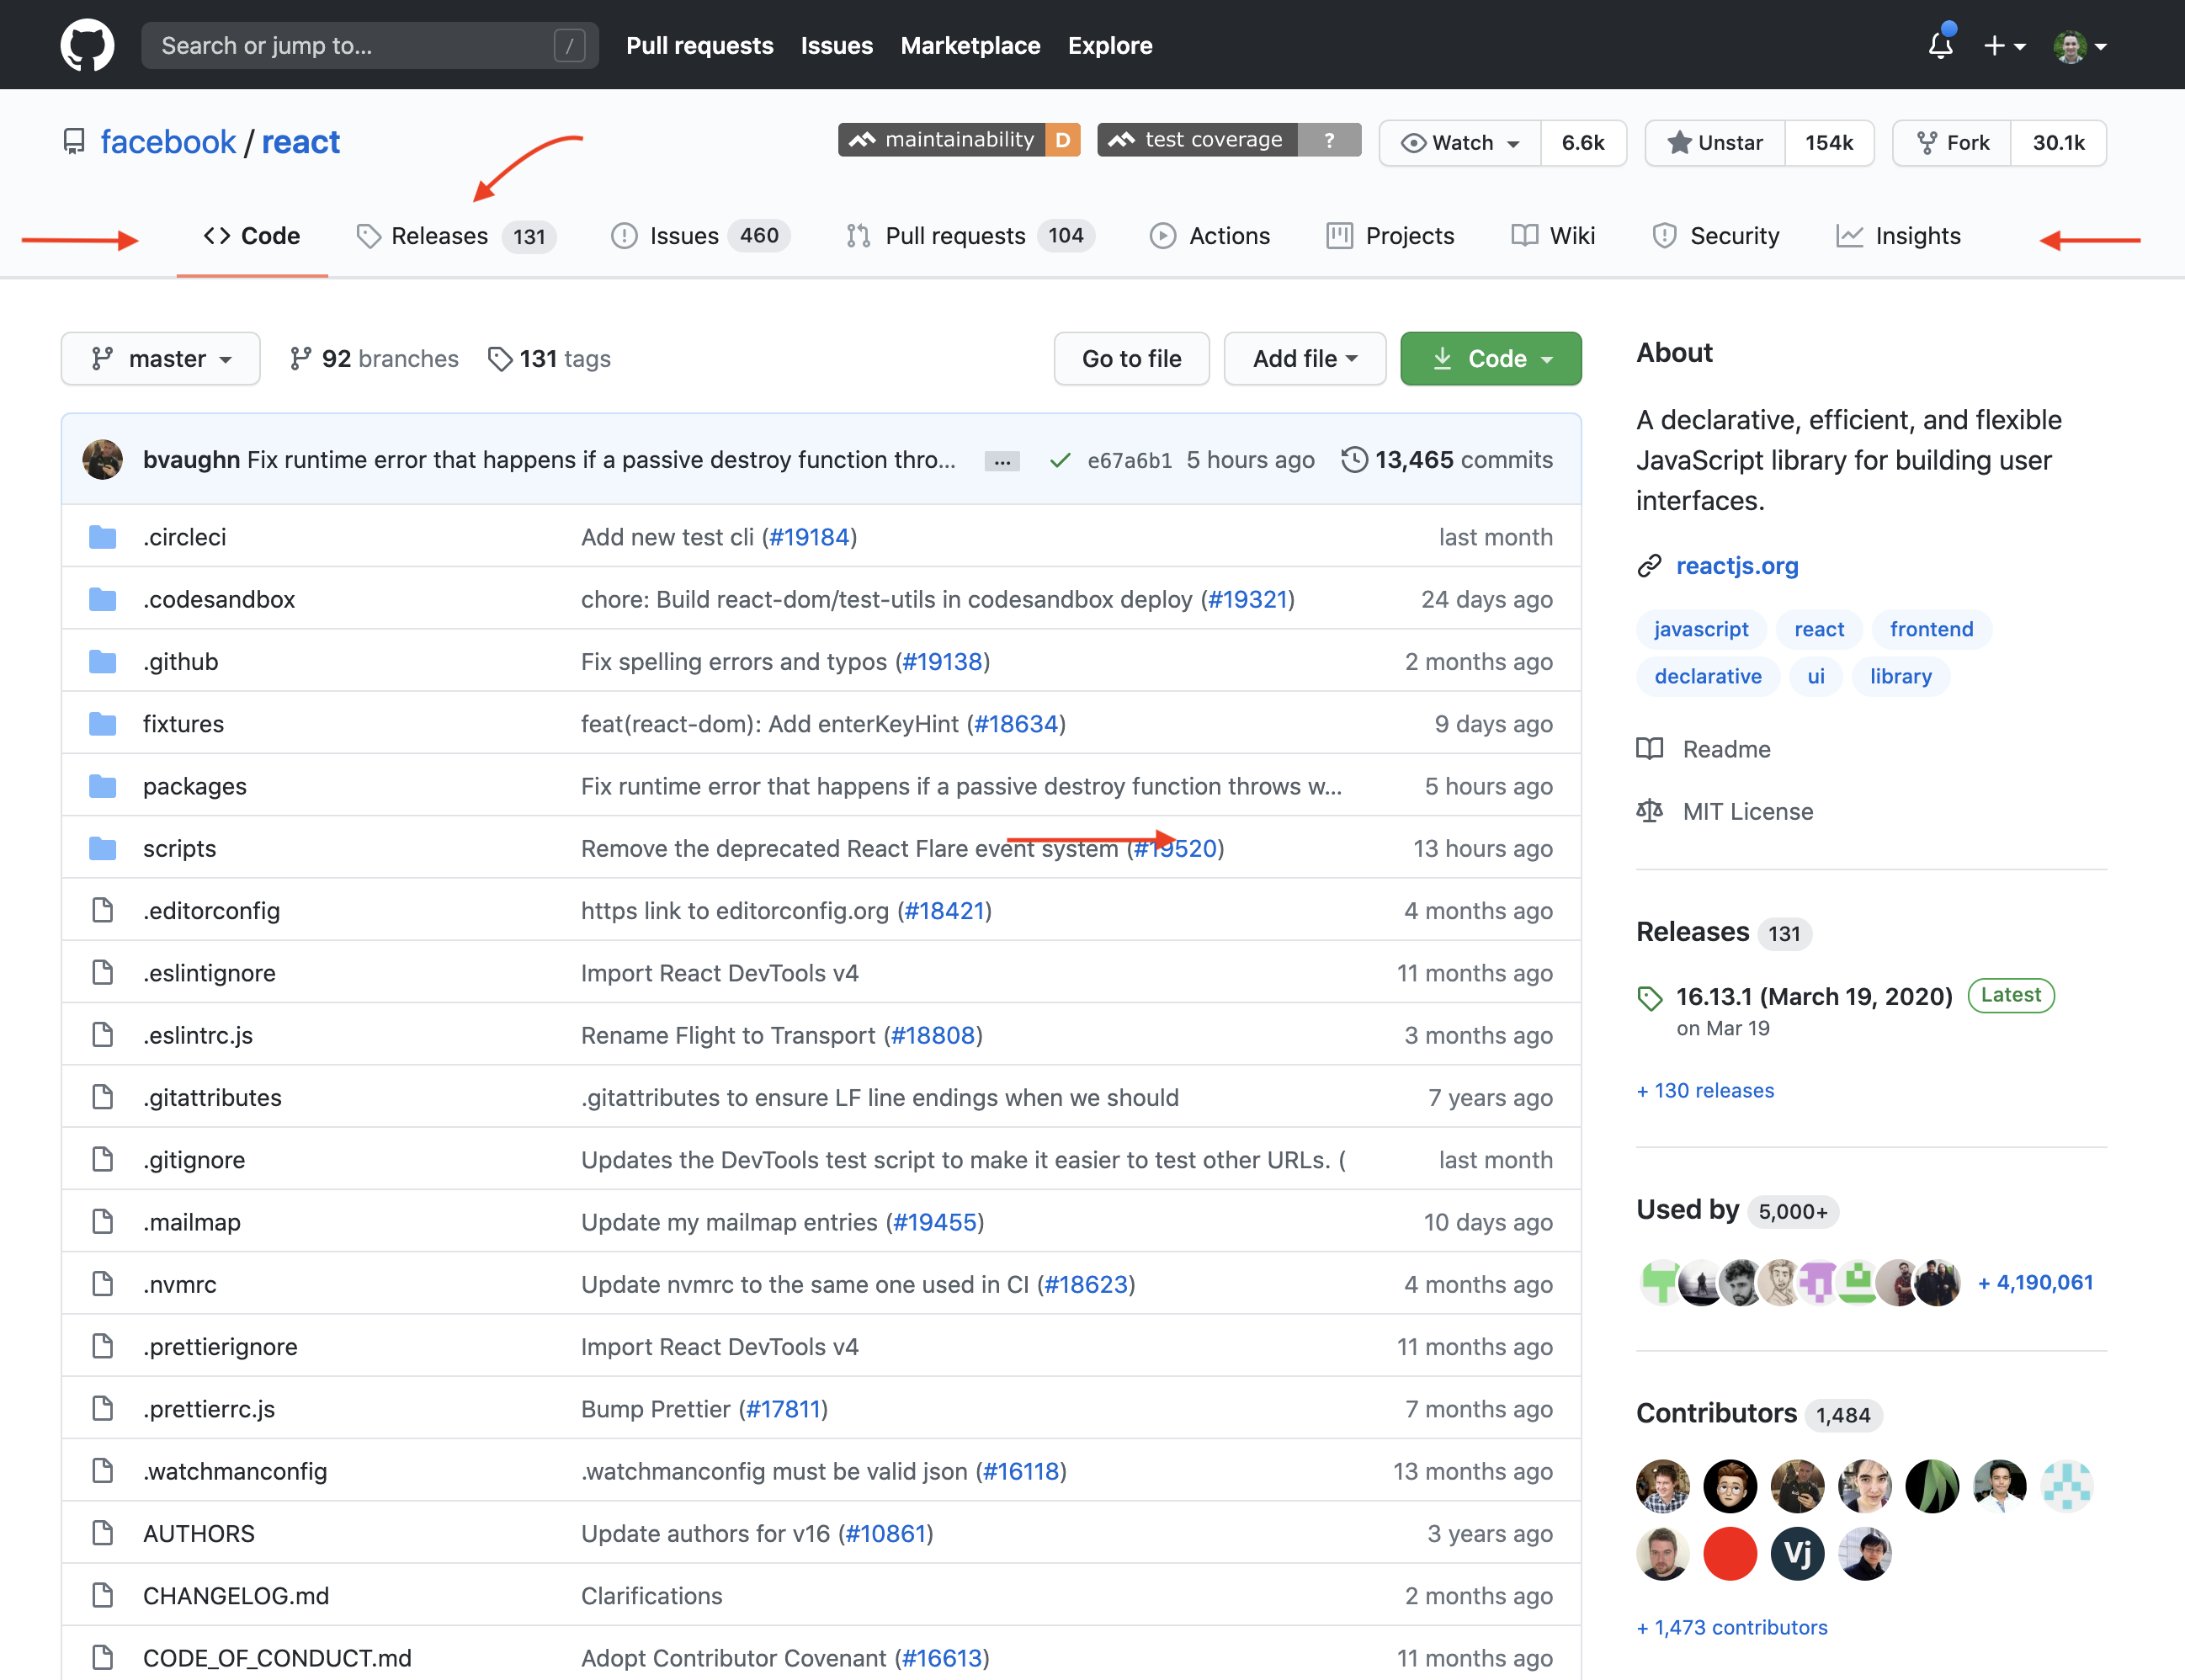 Search or jump to... /
Pull requests Issues Marketplace Explore
facebook / react
maintainability D test coverage ?
Watch 6.6k Unstar 154k Fork 30.1k
Code Releases 131 Issues 460 Pull requests 104 Actions Projects Wiki Security Insights
master 92 branches 131 tags Go to file Add file Code
bvaughn Fix runtime error that happens if a passive destroy function thro... ... e67a6b1 5 hours ago 13,465 commits
.circleci Add new test cli (#19184) last month
.codesandbox chore: Build react-dom/test-utils in codesandbox deploy (#19321) 24 days ago
.github Fix spelling errors and typos (#19138) 2 months ago
fixtures feat(react-dom): Add enterKeyHint (#18634) 9 days ago
packages Fix runtime error that happens if a passive destroy function throws w... 5 hours ago
scripts Remove the deprecated React Flare event system (#19520) 13 hours ago
.editorconfig https link to editorconfig.org (#18421) 4 months ago
.eslintignore Import React DevTools v4 11 months ago
.eslintrc.js Rename Flight to Transport (#18808) 3 months ago
.gitattributes .gitattributes to ensure LF line endings when we should 7 years ago
.gitignore Updates the DevTools test script to make it easier to test other URLs. ( last month
.mailmap Update my mailmap entries (#19455) 10 days ago
.nvmrc Update nvmrc to the same one used in CI (#18623) 4 months ago
.prettierignore Import React DevTools v4 11 months ago
.prettierrc.js Bump Prettier (#17811) 7 months ago
.watchmanconfig .watchmanconfig must be valid json (#16118) 13 months ago
AUTHORS Update authors for v16 (#10861) 3 years ago
CHANGELOG.md Clarifications 2 months ago
CODE_OF_CONDUCT.md Adopt Contributor Covenant (#16613) 11 months ago
About
A declarative, efficient, and flexible
JavaScript library for building user
interfaces.
reactjs.org
javascript react frontend
declarative ui library
Readme
MIT License
Releases 131
16.13.1 (March 19, 2020) Latest
on Mar 19
+ 130 releases
Used by 5,000+
+ 4,190,061
Contributors 1,484
Vj
+ 1,473 contributors